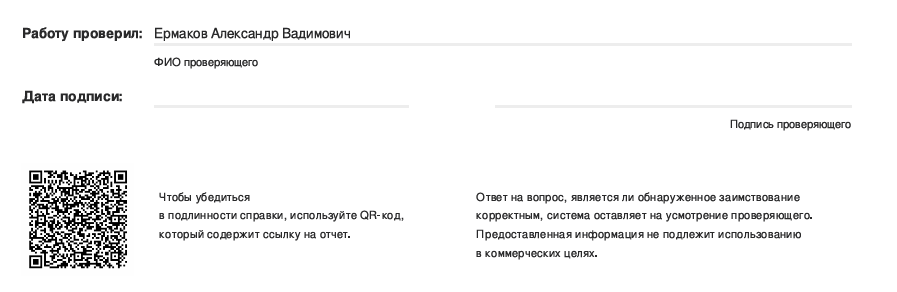 Работу проверил: Ермаков Александр Вадимович
ФИО проверяющего
Дата подписи:
Подпись проверяющего
Чтобы убедиться
в подлинности справки, используйте QR-код,
который содержит ссылку на отчет.
Ответ на вопрос, является ли обнаруженное заимствование
корректным, система оставляет на усмотрение проверяющего.
Предоставленная информация не подлежит использованию
в коммерческих целях.